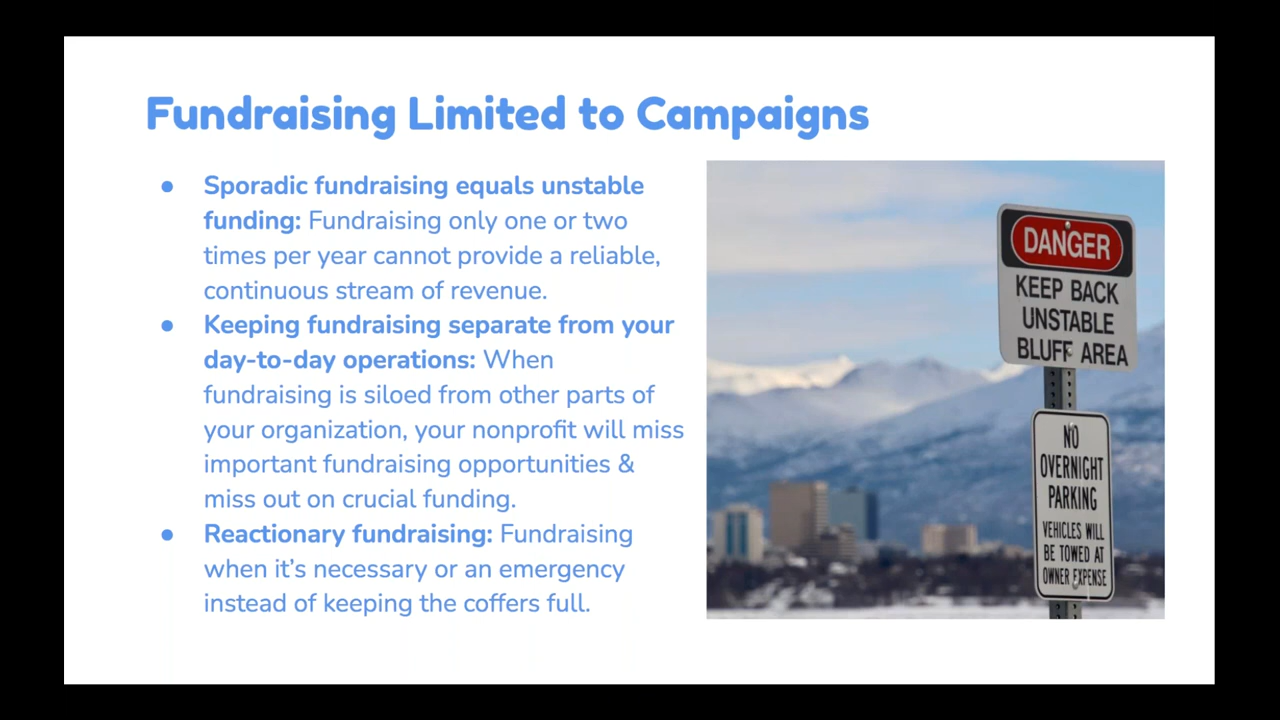 Fundraising Limited to Campaigns
● Sporadic fundraising equals unstable
funding: Fundraising only one or two
times per year cannot provide a reliable,
continuous stream of revenue.
● Keeping fundraising separate from your
day-to-day operations: When
fundraising is siloed from other parts of
your organization, your nonprofit will miss
important fundraising opportunities &
miss out on crucial funding.
● Reactionary fundraising: Fundraising
when it’s necessary or an emergency
instead of keeping the coffers full.
DANGER
KEEP BACK
UNSTABLE
BLUFF AREA
NO
OVERNIGHT
PARKING
VEHICLES WILL
BE TOWED AT
OWNER EXPENSE